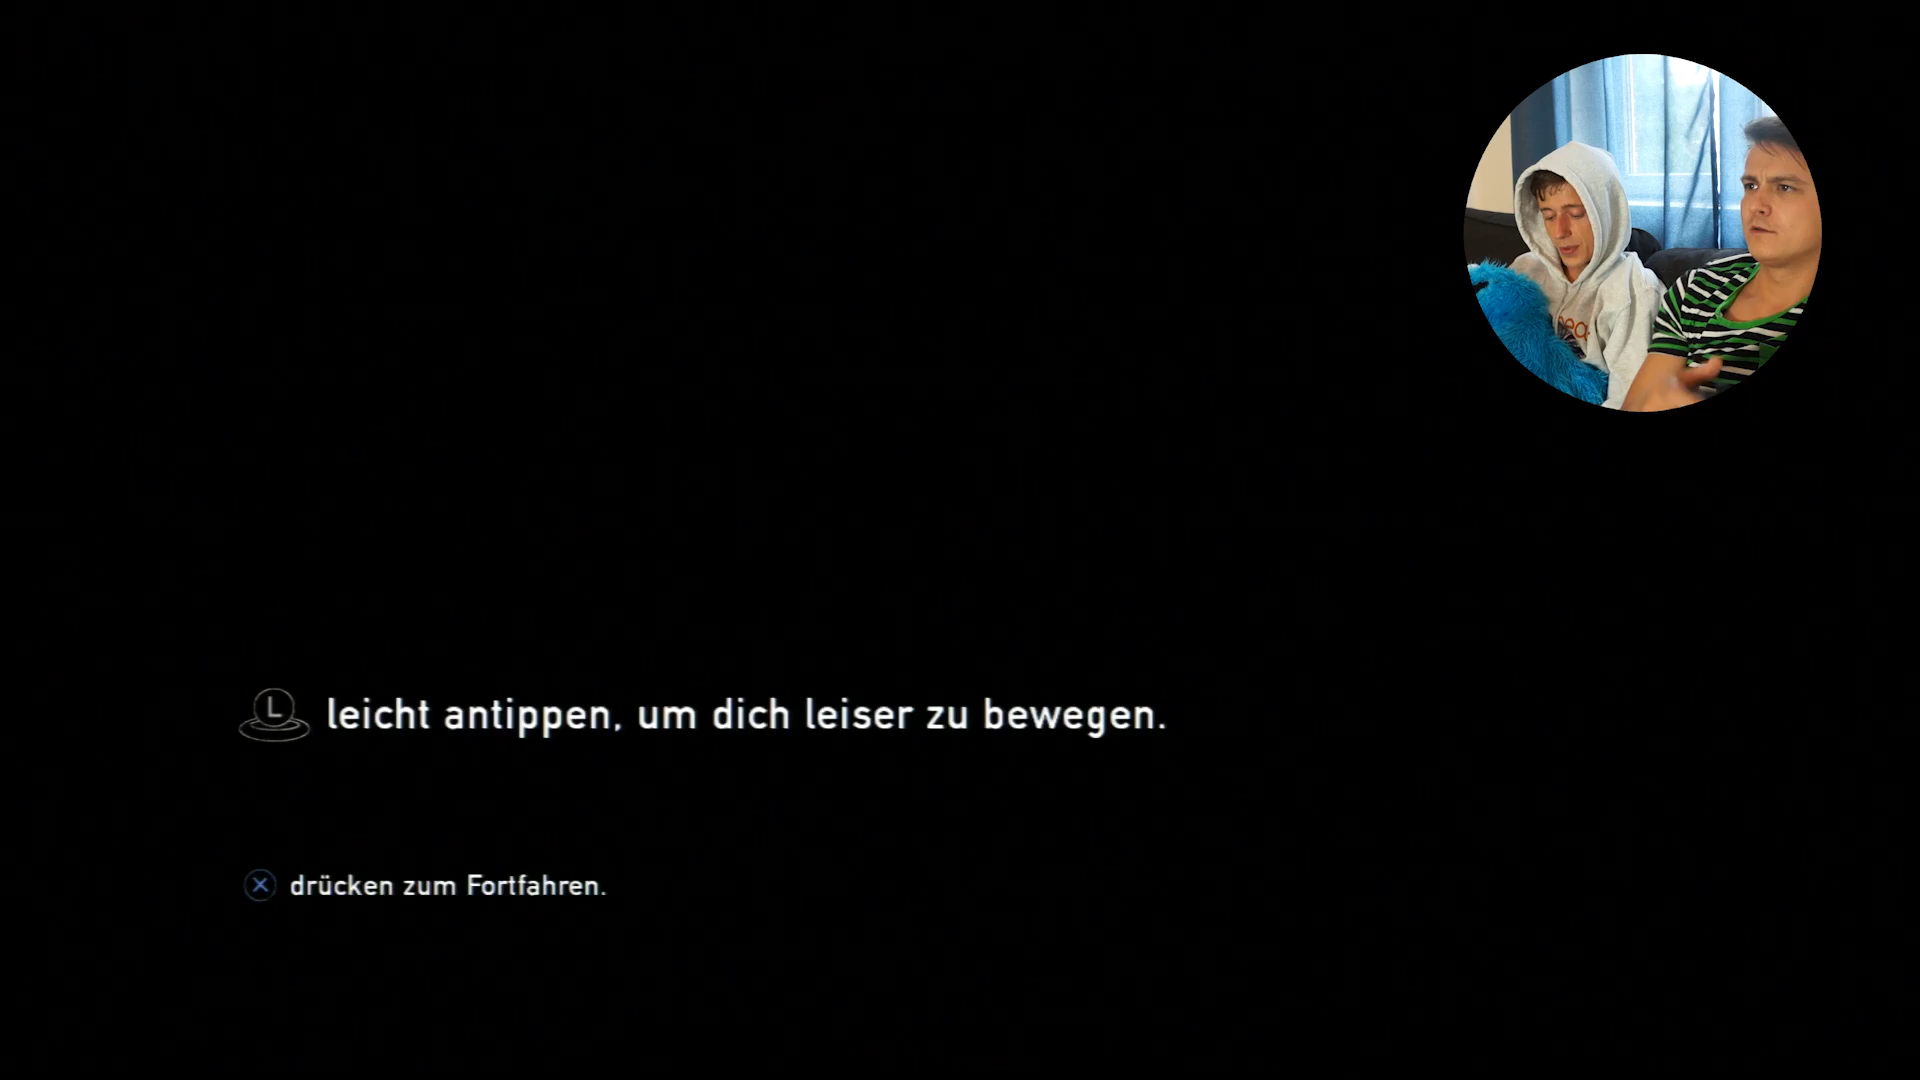 L leicht antippen, um dich leiser zu bewegen.
X drücken zum Fortfahren.